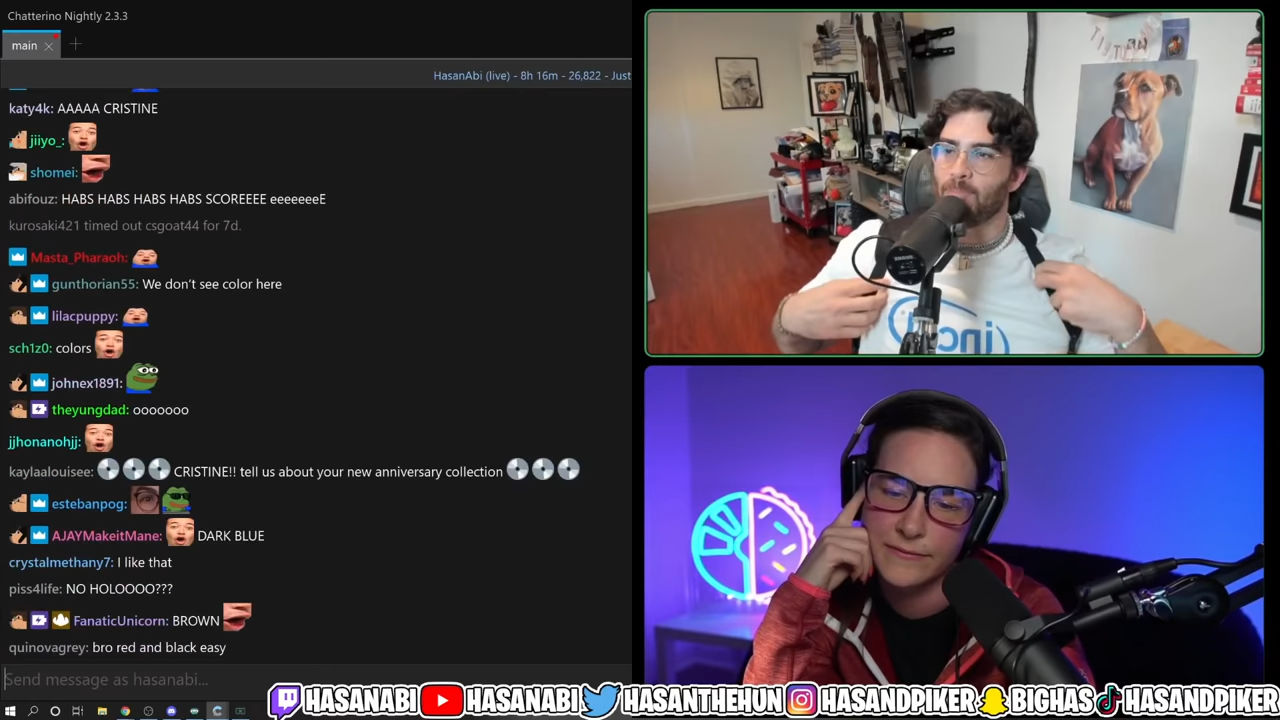 Chatterino Nightly 2.3.3
main
HasanAbi (live) - 8h 16m - 26,822 - Just
katy4k: AAAAA CRISTINE
jiiyo_:
shomei:
abifouz: HABS HABS HABS HABS SCOREEEE eeeeeeeE
kurosaki421 timed out csgoat44 for 7d.
Masta_Pharaoh:
gunthorian55: We don't see color here
lilacpuppy:
sch1z0: colors
johnex1891:
theyungdad: ooooooo
jjhonanohjj:
kaylaalouisee: CRISTINE!! tell us about your new anniversary collection
estebanpog:
AJAYMakeitMane: DARK BLUE
crystalmethany7: I like that
piss4life: NO HOLOOOO???
FanaticUnicorn: BROWN
quinovagrey: bro red and black easy
Send message as hasanabi...
SHURE
HASANABI HASANABI HASANTHEHUN HASANDPIKER BIGHAS HASANDPIKER